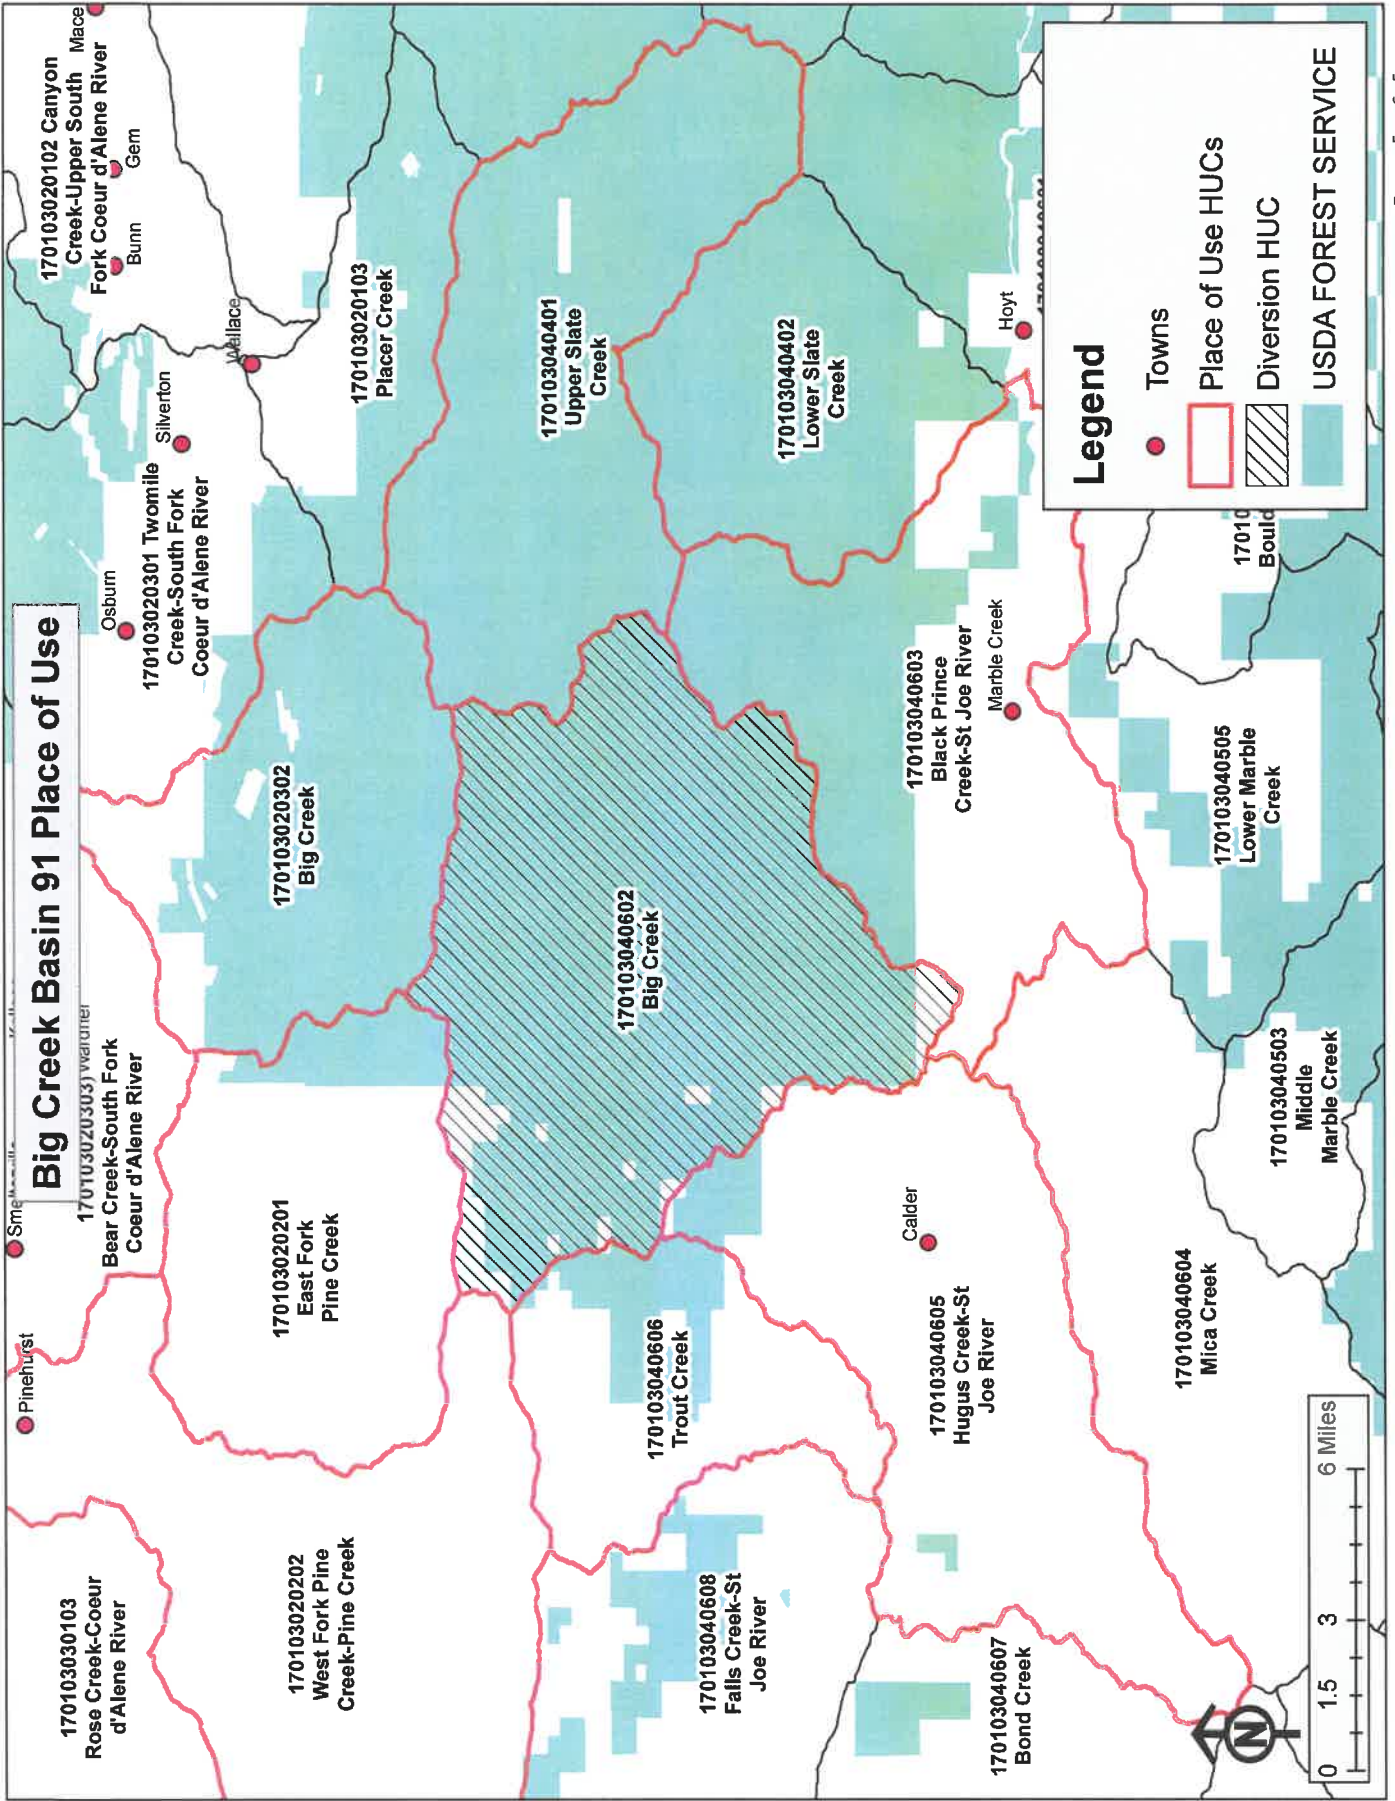 Big Creek Basin 91 Place of Use
Pinehurst
170103030103
Rose Creek-Coeur
d'Alene River
170103020202
West Fork Pine
Creek-Pine Creek
170103020201
East Fork
Pine Creek
Wardner
Bear Creek-South Fork
Coeur d'Alene River
170103020302
Big Creek
Osburn
170103020301 Twomile
Creek-South Fork
Coeur d'Alene River
Silverton
Wallace
170103020102 Canyon
Creek-Upper South
Fork Coeur d'Alene River
Mace
Gem
Bunn
170103020103
Placer Creek
170103040401
Upper Slate
Creek
170103040402
Lower Slate
Creek
170103040602
Big Creek
170103040606
Trout Creek
170103040608
Falls Creek-St
Joe River
170103040607
Bond Creek
170103040605
Hugus Creek-St
Joe River
Calder
170103040604
Mica Creek
170103040603
Black Prince
Creek-St Joe River
Marble Creek
Hoyt
170103040505
Lower Marble
Creek
170103040503
Middle
Marble Creek
1701
Bould
Legend
Towns
Place of Use HUCs
Diversion HUC
USDA FOREST SERVICE
0 1.5 3 6 Miles
N